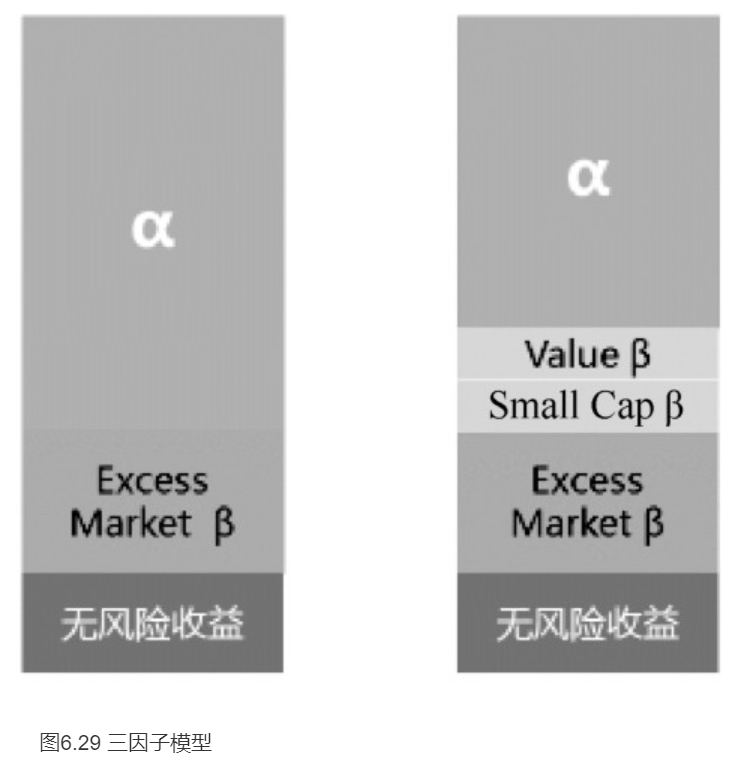 α
Excess
Market β
无风险收益
α
Value β
Small Cap β
Excess
Market β
无风险收益
图6.29 三因子模型